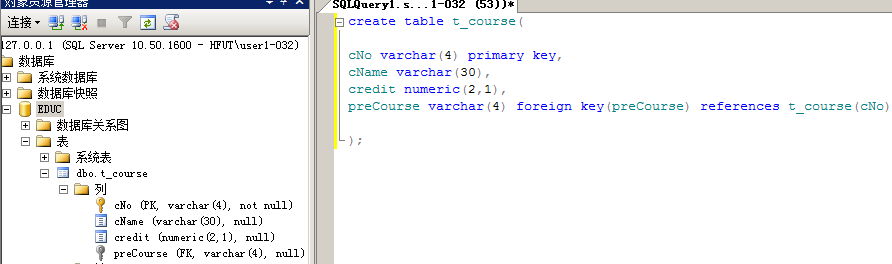 对象资源管理器
连接
127.0.0.1 (SQL Server 10.50.1600 - HFUT\user1-032)
数据库
系统数据库
数据库快照
EDUC
数据库关系图
表
系统表
dbo.t_course
列
cNo (PK, varchar(4), not null)
cName (varchar(30), null)
credit (numeric(2,1), null)
preCourse (FK, varchar(4), null)
SQLQuery1.s...1-032 (53))*
create table t_course(
cNo varchar(4) primary key,
cName varchar(30),
credit numeric(2,1),
preCourse varchar(4) foreign key(preCourse) references t_course(cNo)
);